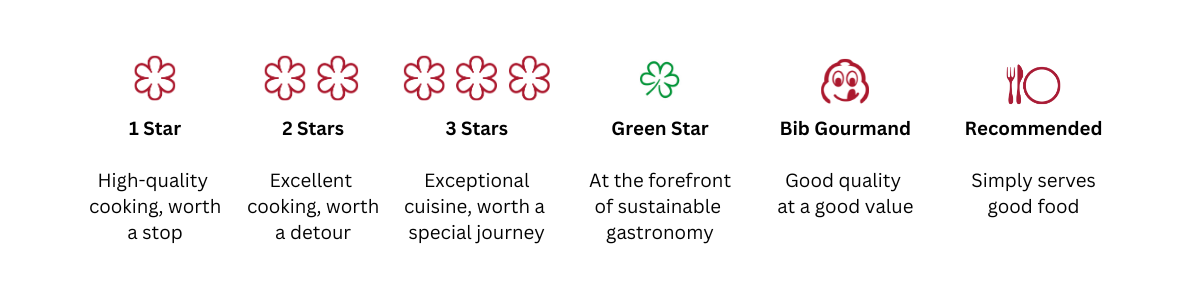 1 Star
High-quality
cooking, worth
a stop
2 Stars
Excellent
cooking, worth
a detour
3 Stars
Exceptional
cuisine, worth a
special journey
Green Star
At the forefront
of sustainable
gastronomy
Bib Gourmand
Good quality
at a good value
Recommended
Simply serves
good food